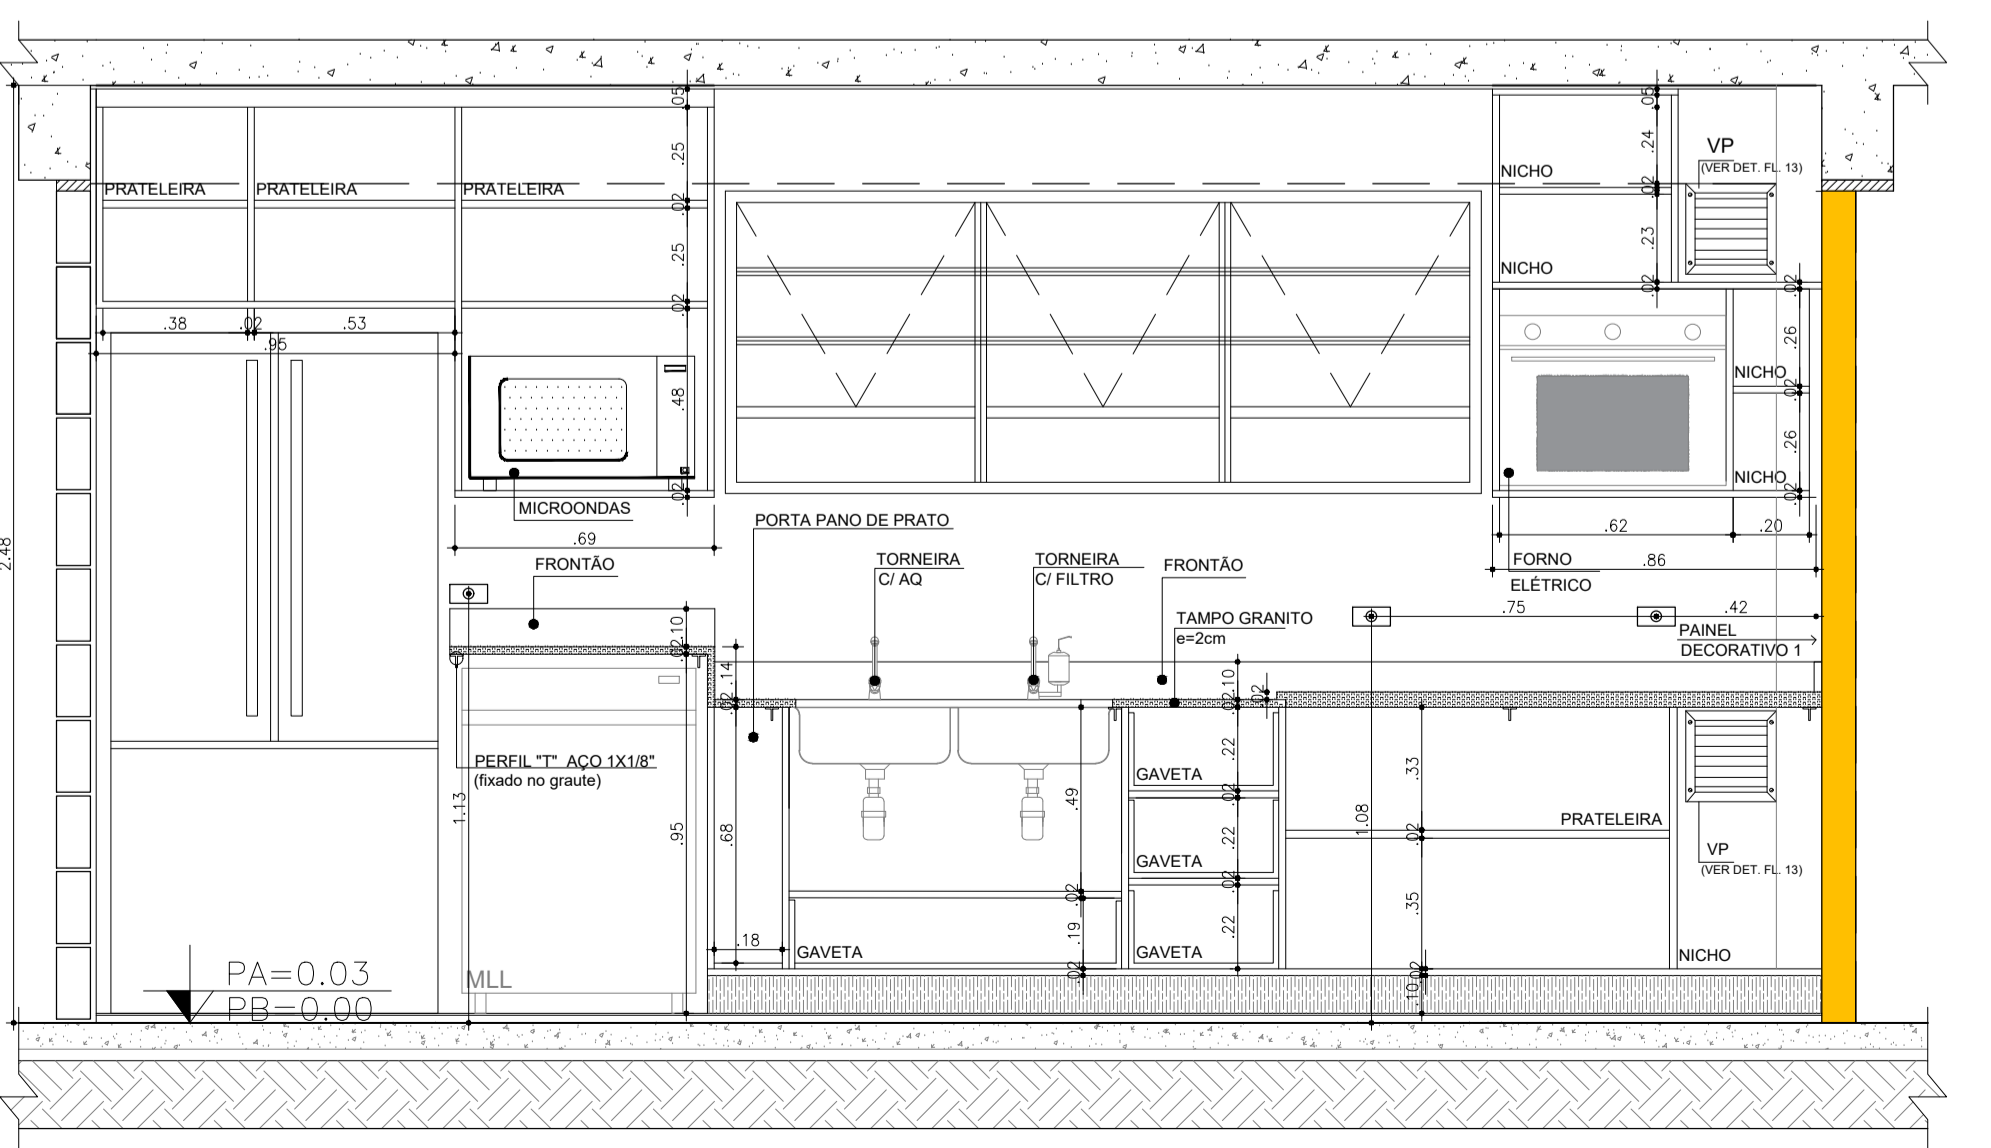 .05
.25
.02
.25
.02
.48
.02
PRATELEIRA
PRATELEIRA
PRATELEIRA
.38
.02
.53
.95
MICROONDAS
.69
FRONTÃO
2.48
PORTA PANO DE PRATO
TORNEIRA
C/ AQ
TORNEIRA
C/ FILTRO
FRONTÃO
TAMPO GRANITO
e=2cm
.05
.24
.02
.23
.02
NICHO
NICHO
VP
(VER DET. FL. 13)
.02
.26
.02
.26
.02
NICHO
NICHO
.62
.20
.86
FORNO
ELÉTRICO
.75
.42
PAINEL
DECORATIVO 1
.10
.02
.14
.02
.10
.02
.02
PERFIL "T" AÇO 1X1/8"
(fixado no graute)
1.13
.95
.68
.18
.49
.02
.19
.02
GAVETA
GAVETA
GAVETA
GAVETA
.22
.02
.22
.02
.22
1.08
.33
.02
.35
.02
.10
PRATELEIRA
VP
(VER DET. FL. 13)
NICHO
MLL
PA=0.03
PB=0.00